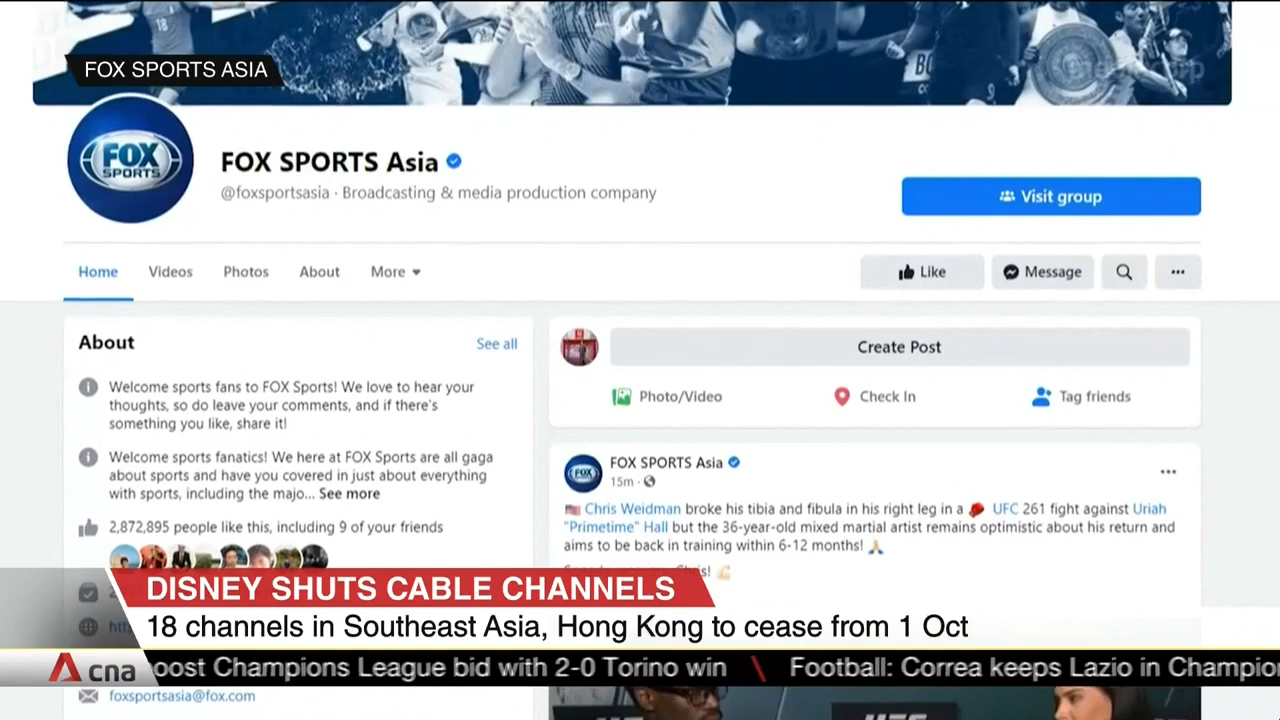 FOX SPORTS ASIA
FOX
SPORTS
FOX SPORTS Asia
@foxsportsasia · Broadcasting & media production company
Visit group
Home Videos Photos About More
Like Message
About See all
Welcome sports fans to FOX Sports! We love to hear your
thoughts, so do leave your comments, and if there's
something you like, share it!
Welcome sports fanatics! We here at FOX Sports are all gaga
about sports and have you covered in just about everything
with sports, including the majo... See more
2,872,895 people like this, including 9 of your friends
Create Post
Photo/Video Check In Tag friends
FOX SPORTS Asia
15m ·
Chris Weidman broke his tibia and fibula in his right leg in a UFC 261 fight against Uriah
"Primetime" Hall but the 36-year-old mixed martial artist remains optimistic about his return and
aims to be back in training within 6-12 months!
DISNEY SHUTS CABLE CHANNELS
18 channels in Southeast Asia, Hong Kong to cease from 1 Oct
cna oost Champions League bid with 2-0 Torino win \ Football: Correa keeps Lazio in Champio
foxsportsasia@fox.com
UFC